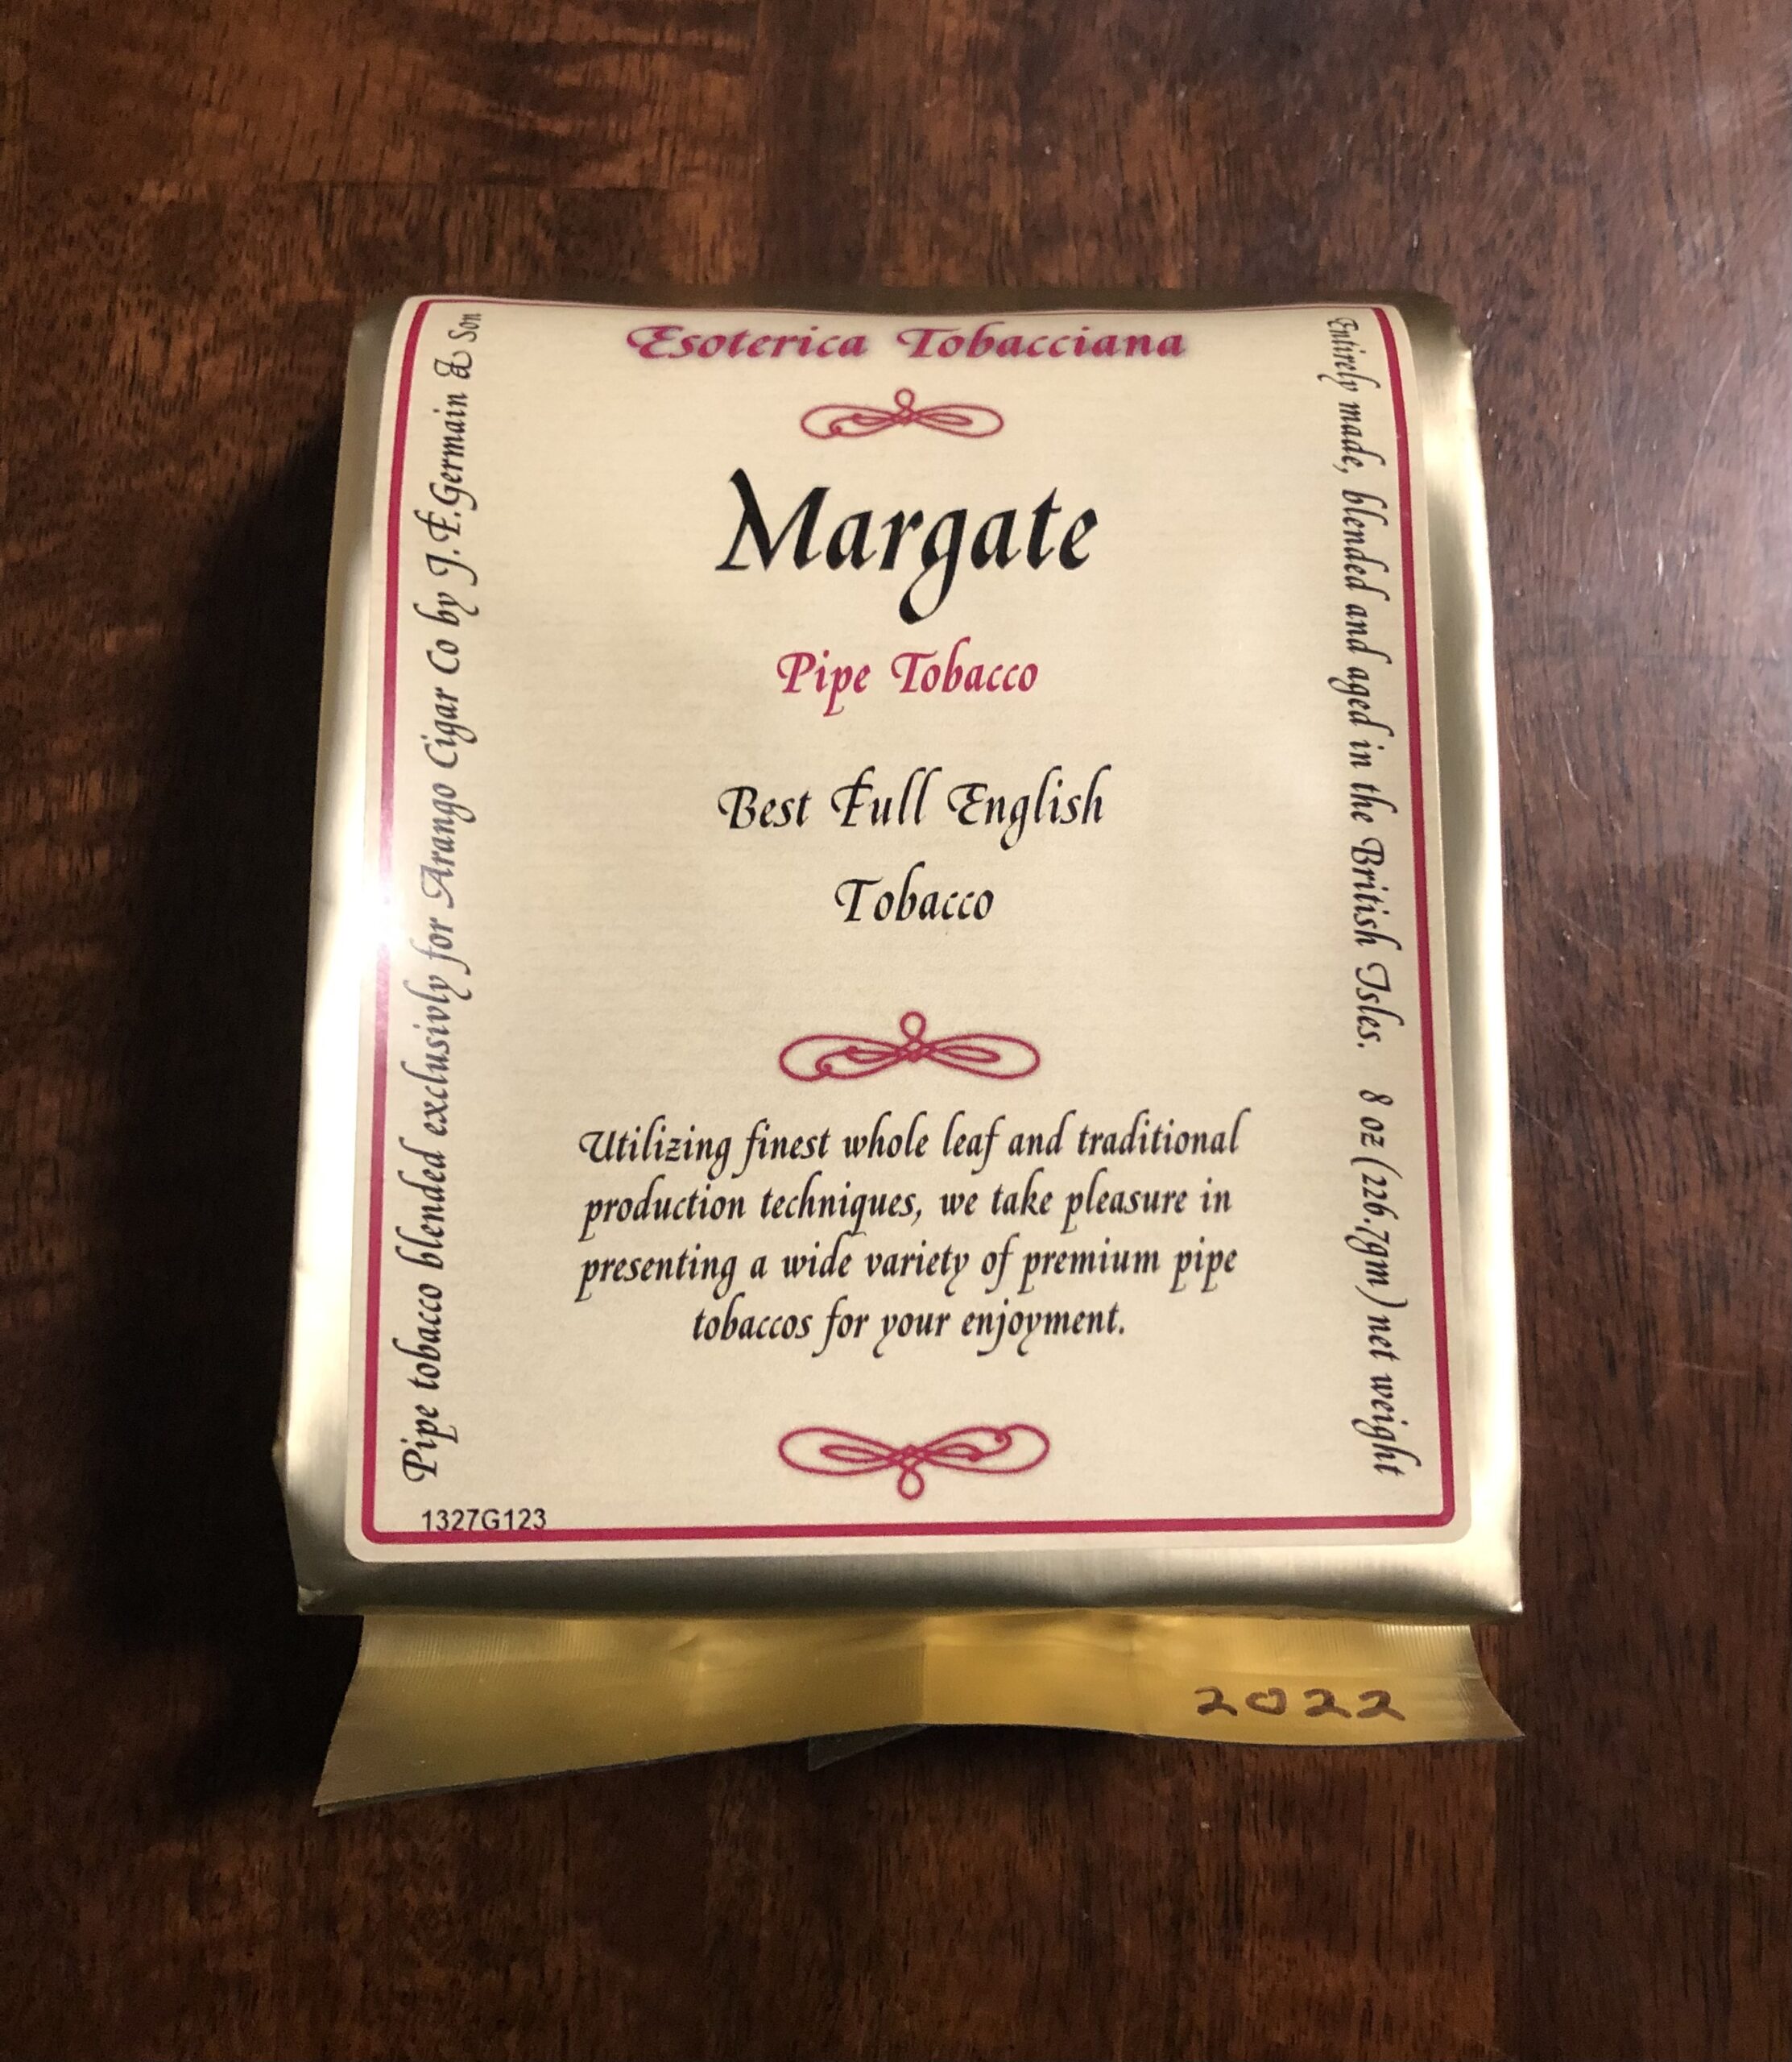 Esoterica Tobacciana
Margate
Pipe Tobacco
Best Full English
Tobacco
Utilizing finest whole leaf and traditional
production techniques, we take pleasure in
presenting a wide variety of premium pipe
tobaccos for your enjoyment.
Pipe tobacco blended exclusivly for Arango Cigar Co by J.F.Germain & Son
Entirely made, blended and aged in the British Isles. 8 oz (226.7gm) net weight
1327G123
2022